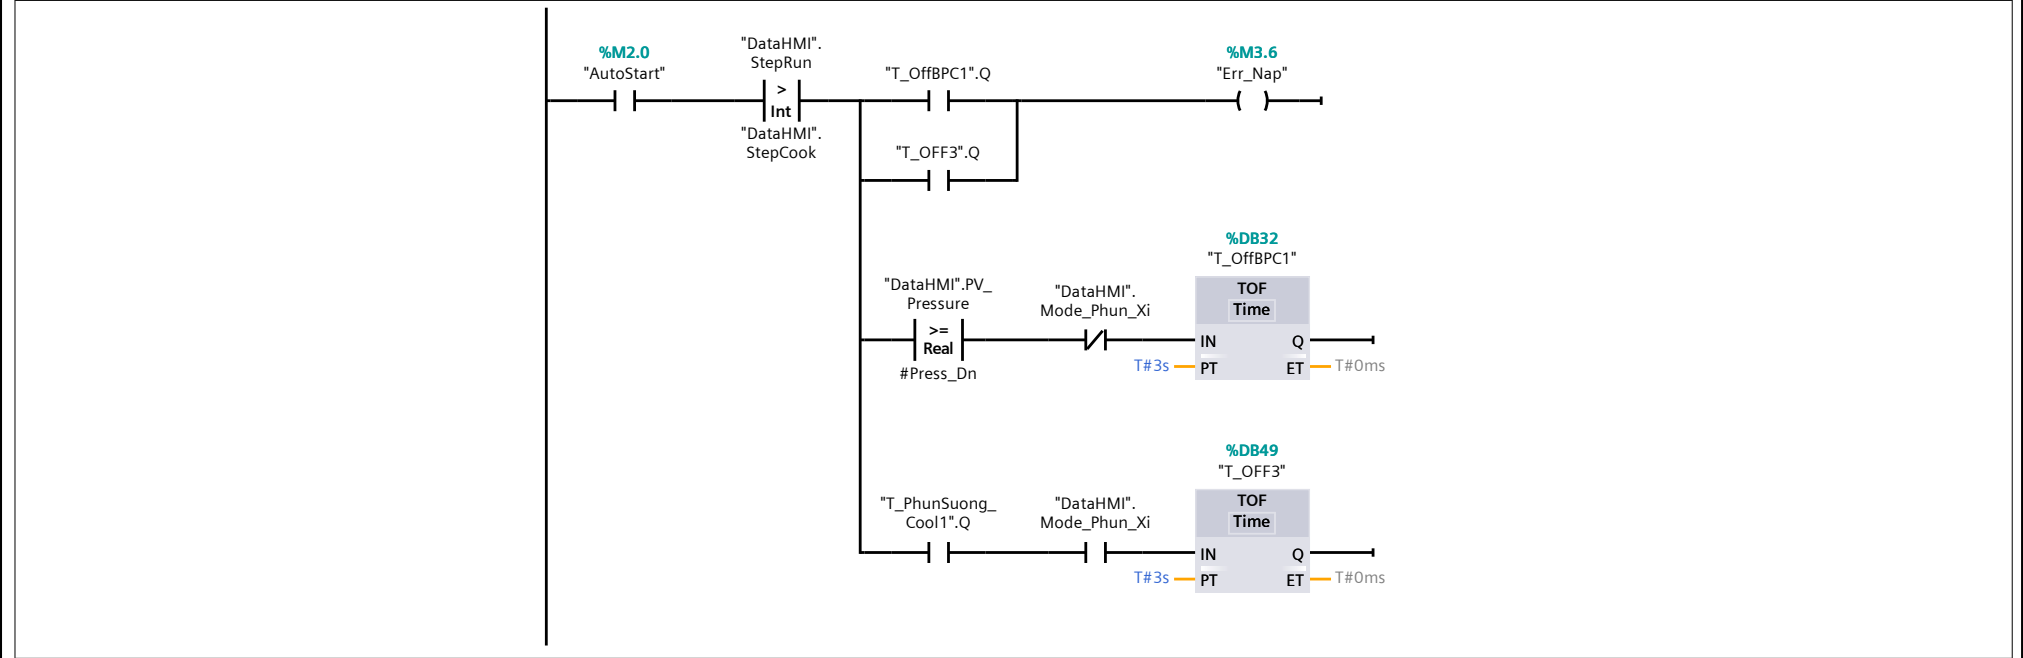 %M2.0
"AutoStart"
"DataHMI".
StepRun
>
Int
"DataHMI".
StepCook
"T_OffBPC1".Q
"T_OFF3".Q
%M3.6
"Err_Nap"
"DataHMI".PV_
Pressure
>=
Real
#Press_Dn
"DataHMI".
Mode_Phun_Xi
%DB32
"T_OffBPC1"
TOF
Time
IN Q
T#3s PT ET T#0ms
"T_PhunSuong_
Cool1".Q
"DataHMI".
Mode_Phun_Xi
%DB49
"T_OFF3"
TOF
Time
IN Q
T#3s PT ET T#0ms